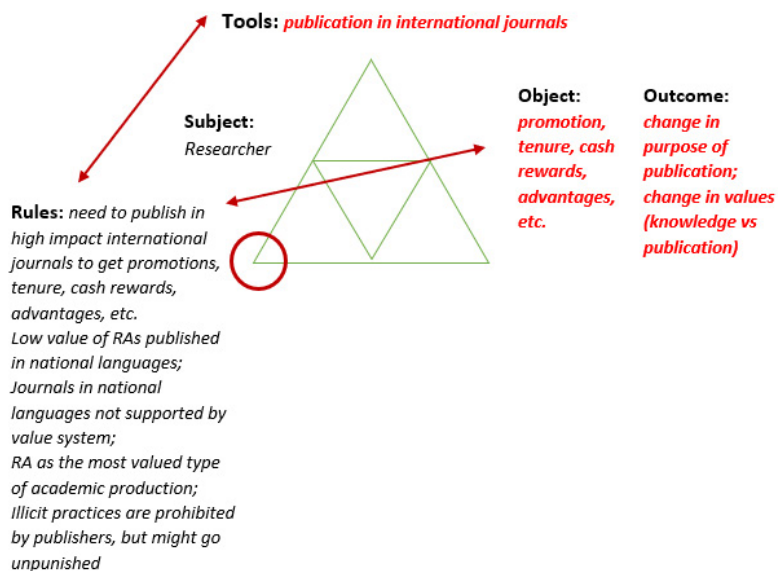 Tools: publication in international journals
Subject:
Researcher
Object:
promotion,
tenure, cash
rewards,
advantages,
etc.
Outcome:
change in
purpose of
publication;
change in values
(knowledge vs
publication)
Rules: need to publish in
high impact international
journals to get promotions,
tenure, cash rewards,
advantages, etc.
Low value of RAs published
in national languages;
Journals in national
languages not supported by
value system;
RA as the most valued type
of academic production;
Illicit practices are prohibited
by publishers, but might go
unpunished